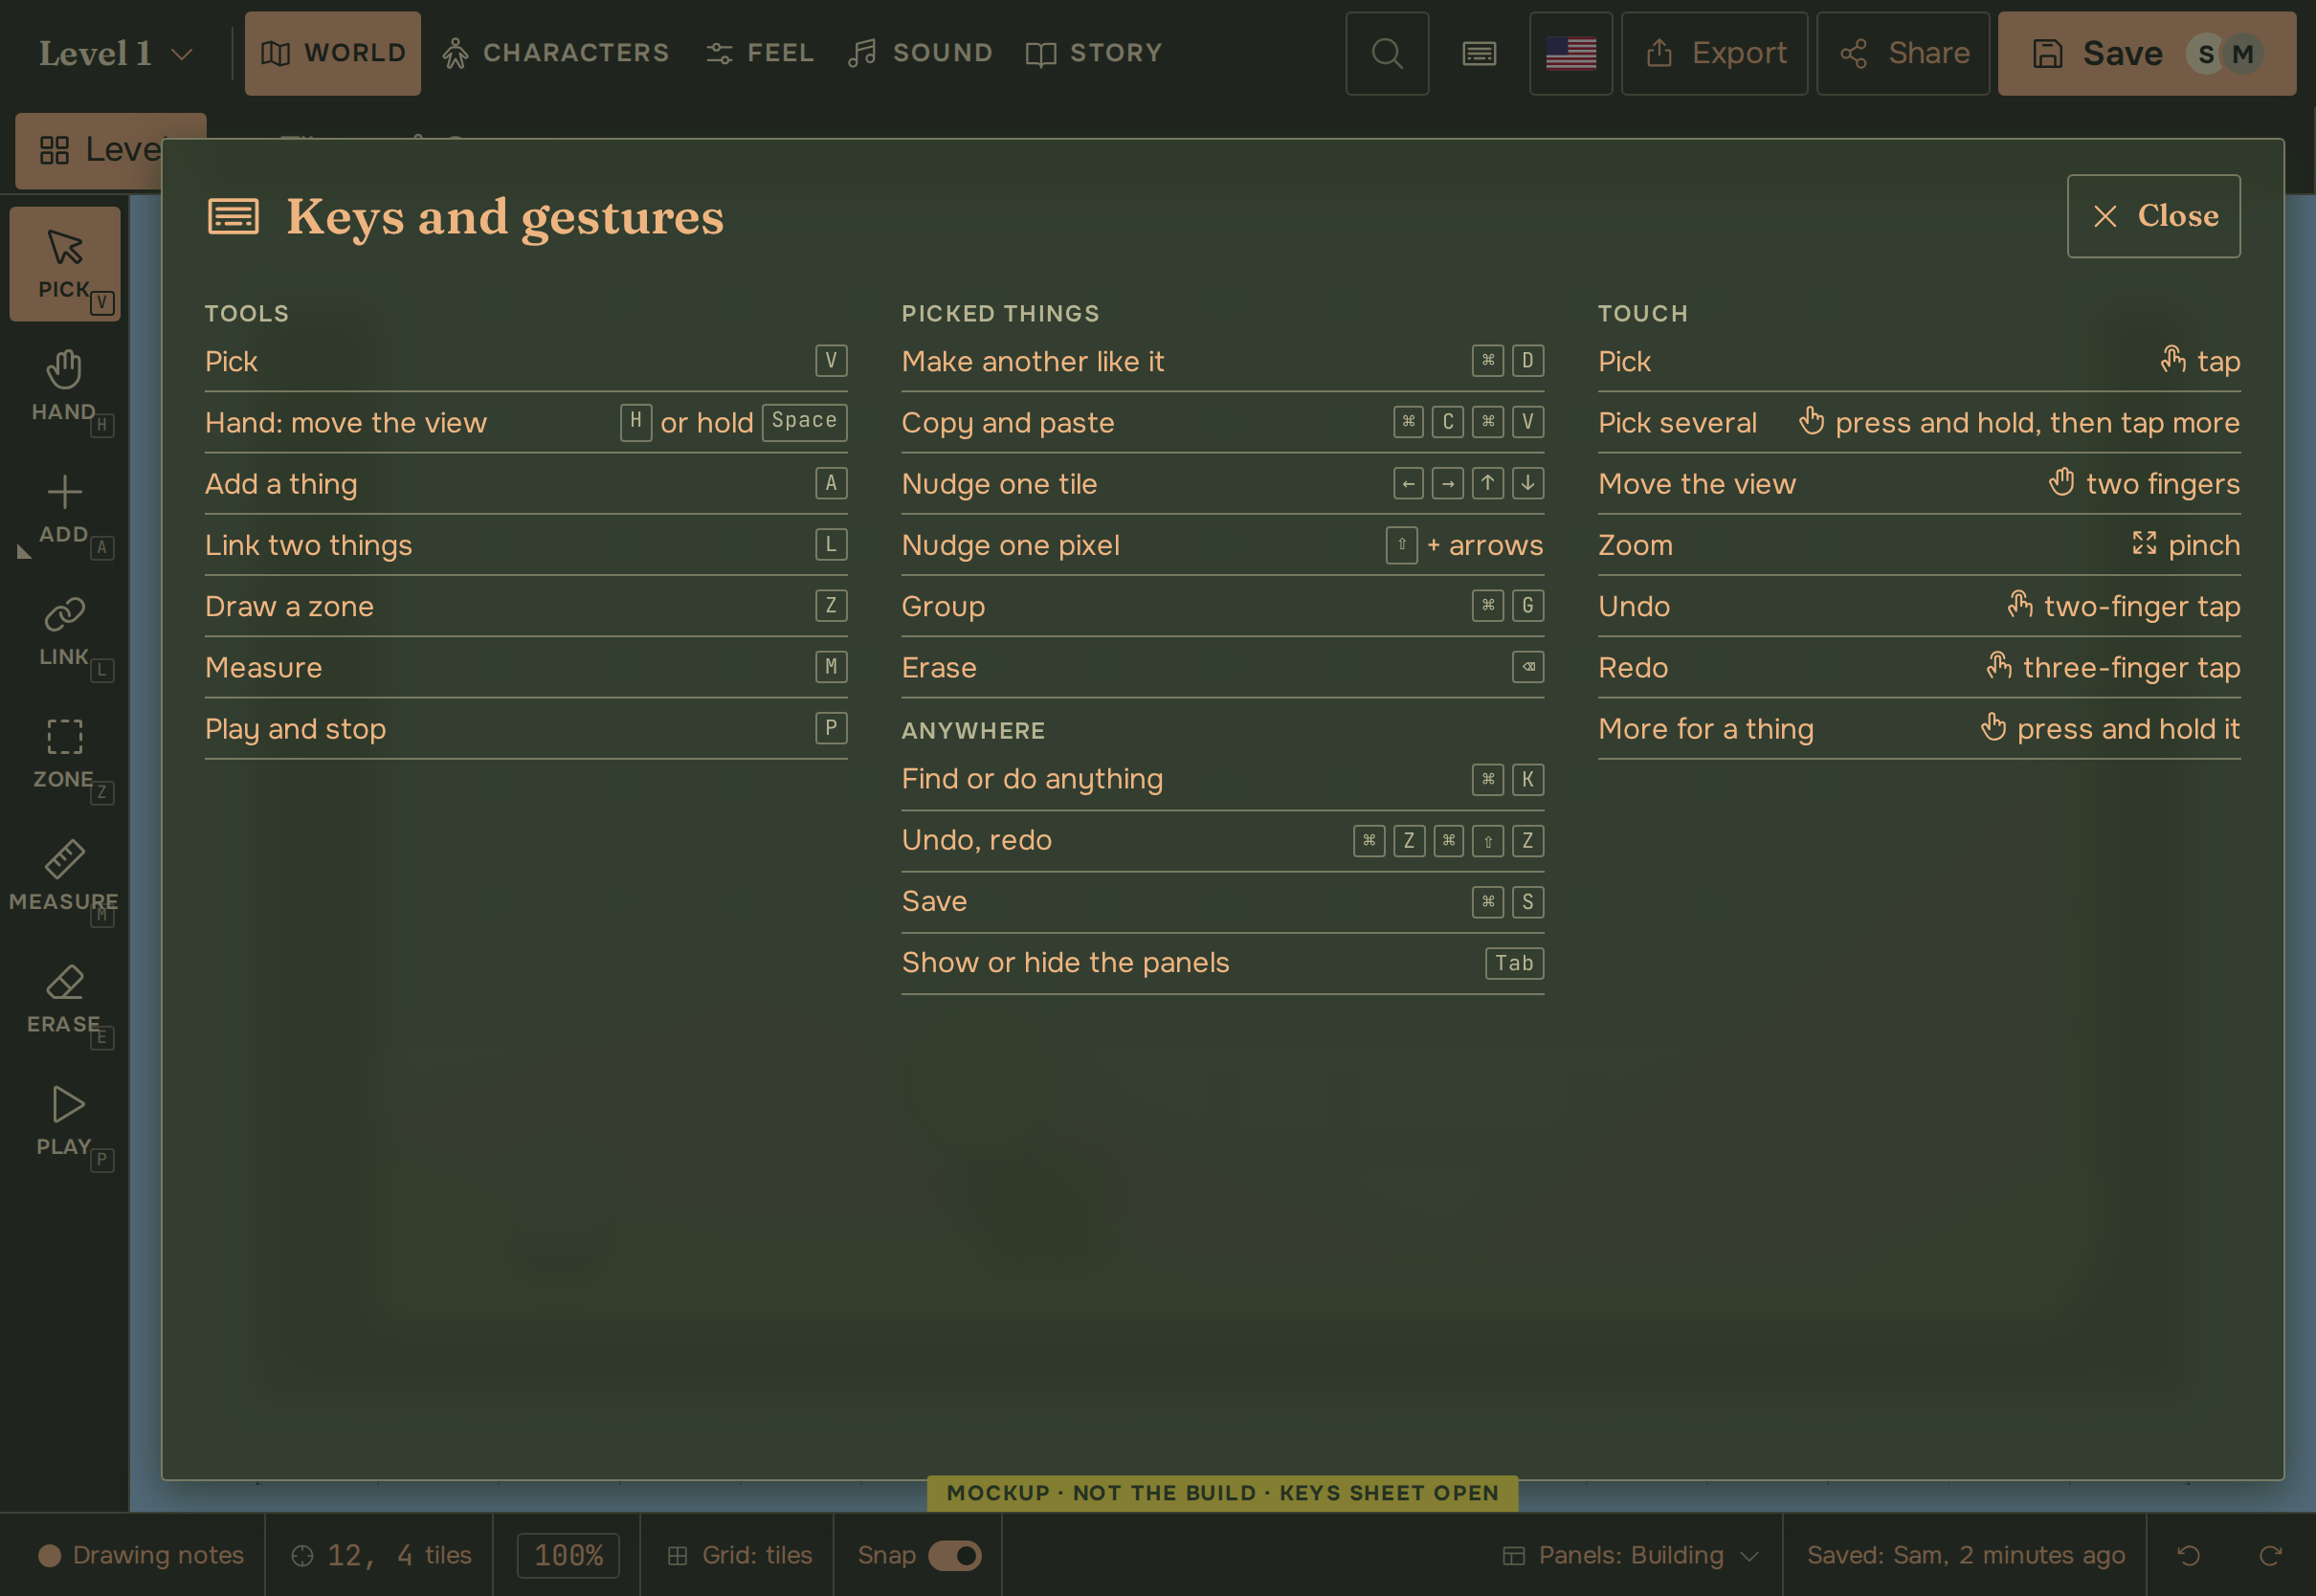 Level 1 WORLD CHARACTERS FEEL SOUND STORY Export Share Save S M
Leve
Keys and gestures
Close
PICK V
HAND H
ADD A
LINK L
ZONE Z
MEASURE M
ERASE E
PLAY P
TOOLS
Pick V
Hand: move the view H or hold Space
Add a thing A
Link two things L
Draw a zone Z
Measure M
Play and stop P
PICKED THINGS
Make another like it ⌘ D
Copy and paste ⌘ C ⌘ V
Nudge one tile ← → ↑ ↓
Nudge one pixel ⇧ + arrows
Group ⌘ G
Erase ⌫
ANYWHERE
Find or do anything ⌘ K
Undo, redo ⌘ Z ⌘ ⇧ Z
Save ⌘ S
Show or hide the panels Tab
TOUCH
Pick tap
Pick several press and hold, then tap more
Move the view two fingers
Zoom pinch
Undo two-finger tap
Redo three-finger tap
More for a thing press and hold it
MOCKUP · NOT THE BUILD · KEYS SHEET OPEN
Drawing notes 12, 4 tiles 100% Grid: tiles Snap Panels: Building Saved: Sam, 2 minutes ago